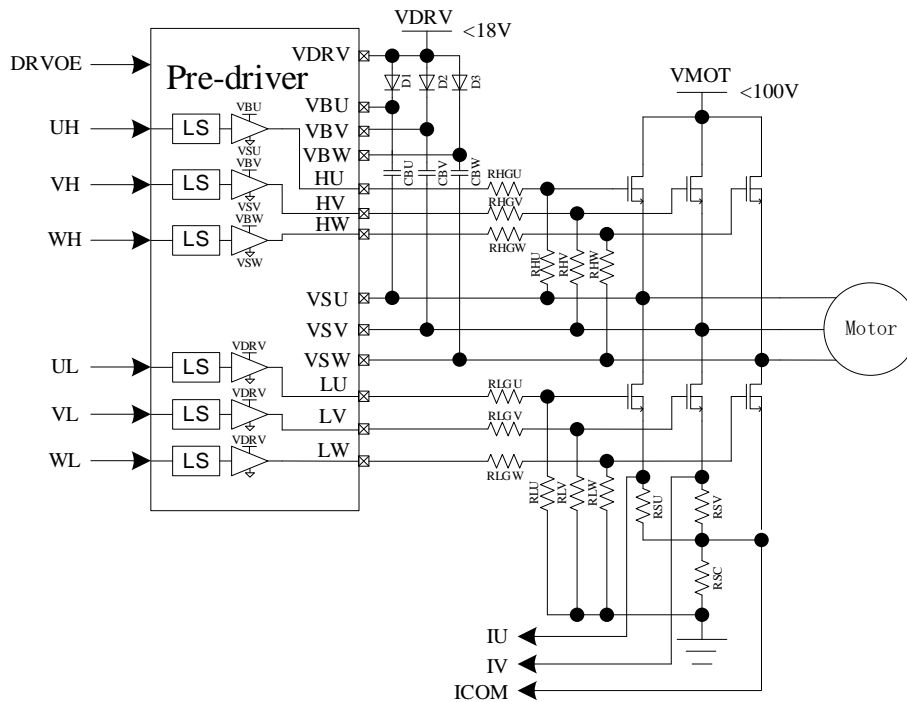 VDRV
<18V
DRVOE
Pre-driver
VDRV
D1
D2
D3
VMOT
<100V
VBU
VBV
VBW
CBU
CBV
CBW
UH
LS
VBU
VSU
HU
RHGU
VH
LS
VBV
VSV
HV
RHGV
WH
LS
VBW
VSW
HW
RHGW
RHU
RHV
RHW
VSU
VSV
VSW
Motor
UL
LS
VDRV
LU
RLGU
VL
LS
VDRV
LV
RLGV
WL
LS
VDRV
LW
RLGW
RLU
RLV
RLW
RSU
RSV
RSC
IU
IV
ICOM